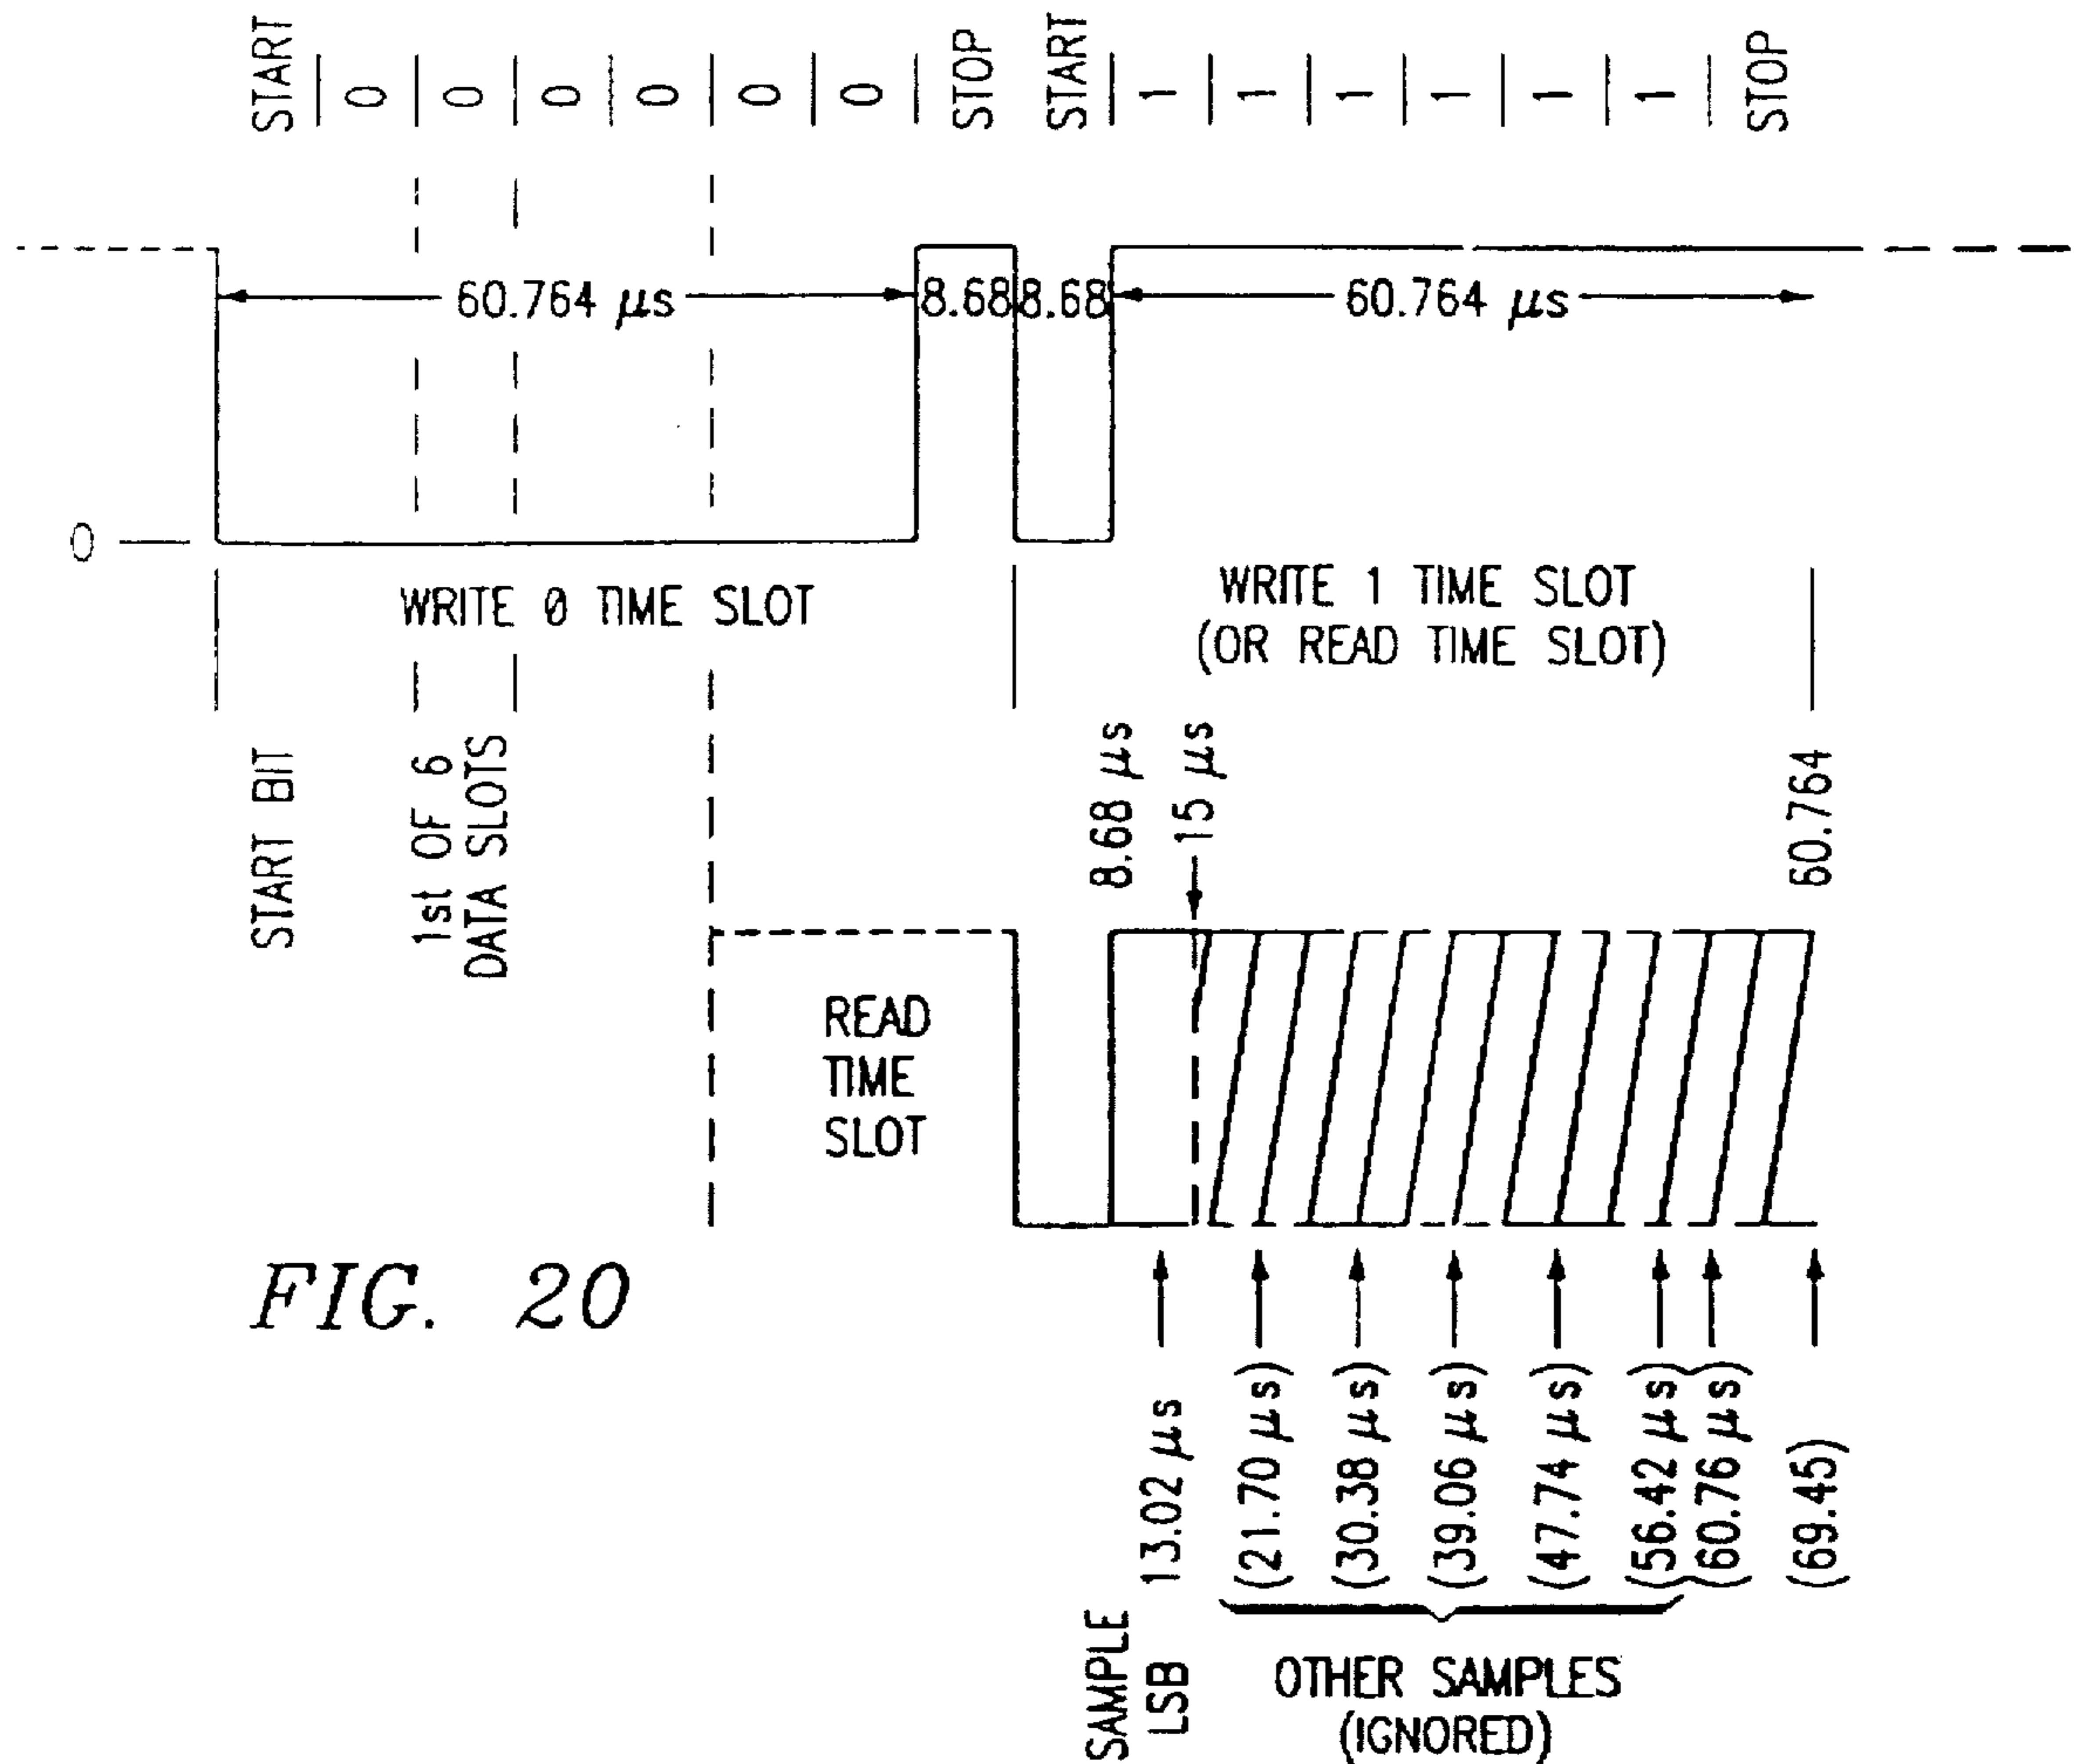 START 0 0 0 0 0 0 STOP START 1 1 1 1 1 1 STOP
60.764 µs 8.68 8.68 60.764 µs
0
WRITE 0 TIME SLOT
WRITE 1 TIME SLOT
(OR READ TIME SLOT)
START BIT
1st OF 6
DATA SLOTS
8.68 µs
15 µs
60.764
READ
TIME
SLOT
FIG. 20
SAMPLE
LSB 13.02 µs
(21.70 µs)
(30.38 µs)
(39.06 µs)
(47.74 µs)
(56.42 µs)
(60.76 µs)
(69.45)
OTHER SAMPLES
(IGNORED)